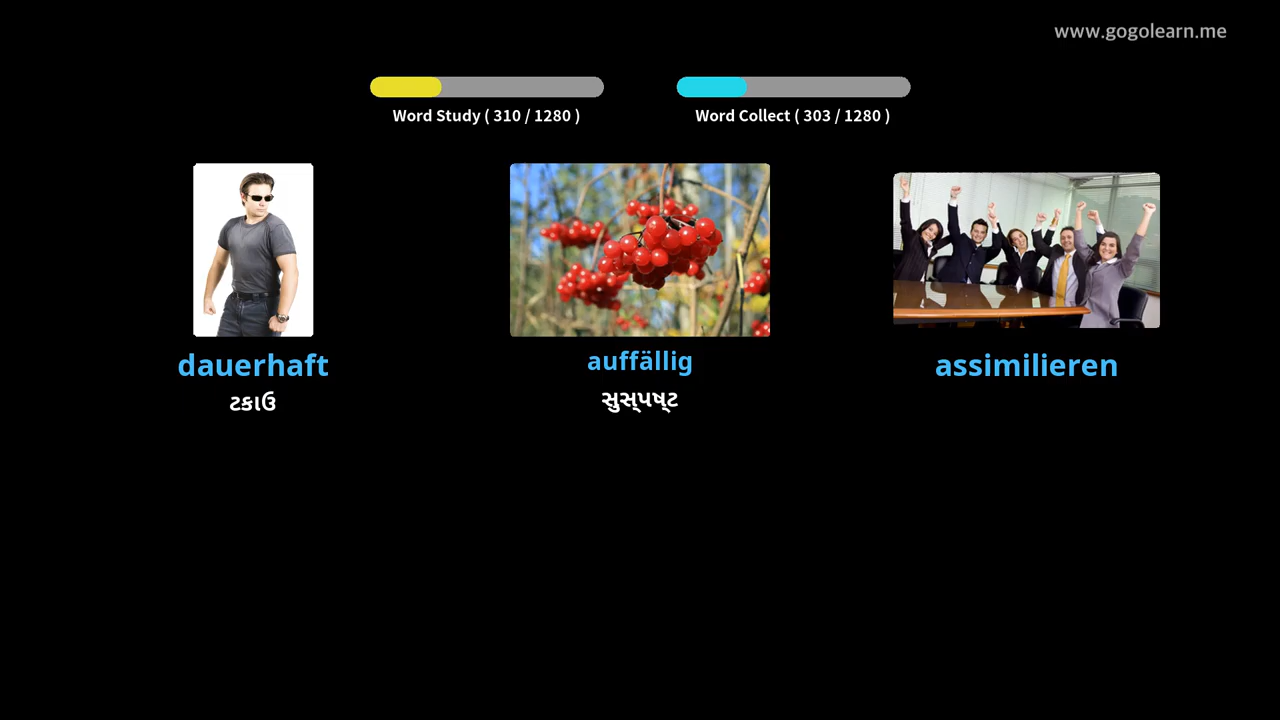 www.gogolearn.me
Word Study ( 310 / 1280 )
Word Collect ( 303 / 1280 )
dauerhaft
ટકાઉ
auffällig
સુસ્પષ્ટ
assimilieren